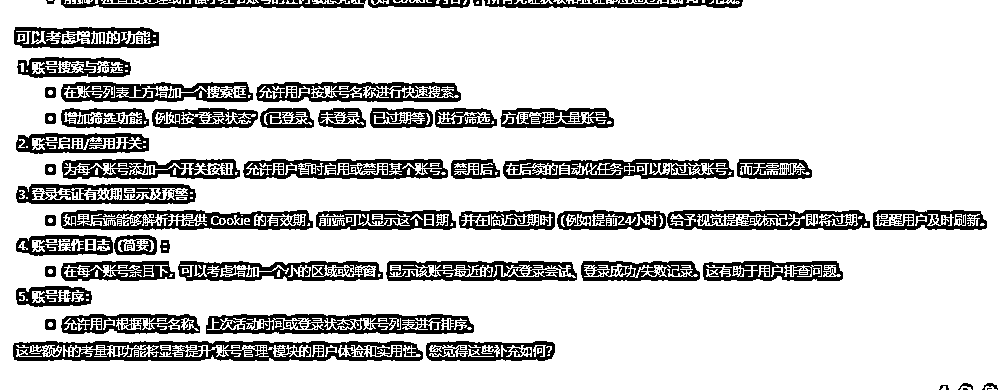 可以考虑增加的功能：
1. 账号搜索与筛选：
在账号列表上方增加一个搜索框，允许用户按账号名称进行快速搜索。
增加筛选功能，例如按“登录状态”（已登录、未登录、已过期等）进行筛选，方便管理大量账号。
2. 账号启用/禁用开关：
为每个账号添加一个开关按钮，允许用户暂时启用或禁用某个账号。禁用后，在后续的自动化任务中可以跳过该账号，而无需删除。
3. 登录凭证有效期显示及预警：
如果后端能够解析并提供 Cookie 的有效期，前端可以显示这个日期，并在临近过期时（例如提前24小时）给予视觉提醒或标记为“即将过期”，提醒用户及时刷新。
4. 账号操作日志（简要）：
在每个账号条目下，可以考虑增加一个小的区域或弹窗，显示该账号最近的几次登录尝试、登录成功/失败记录。这有助于用户排查问题。
5. 账号排序：
允许用户根据账号名称、上次活动时间或登录状态对账号列表进行排序。
这些额外的考量和功能将显著提升“账号管理”模块的用户体验和实用性。您觉得这些补充如何？